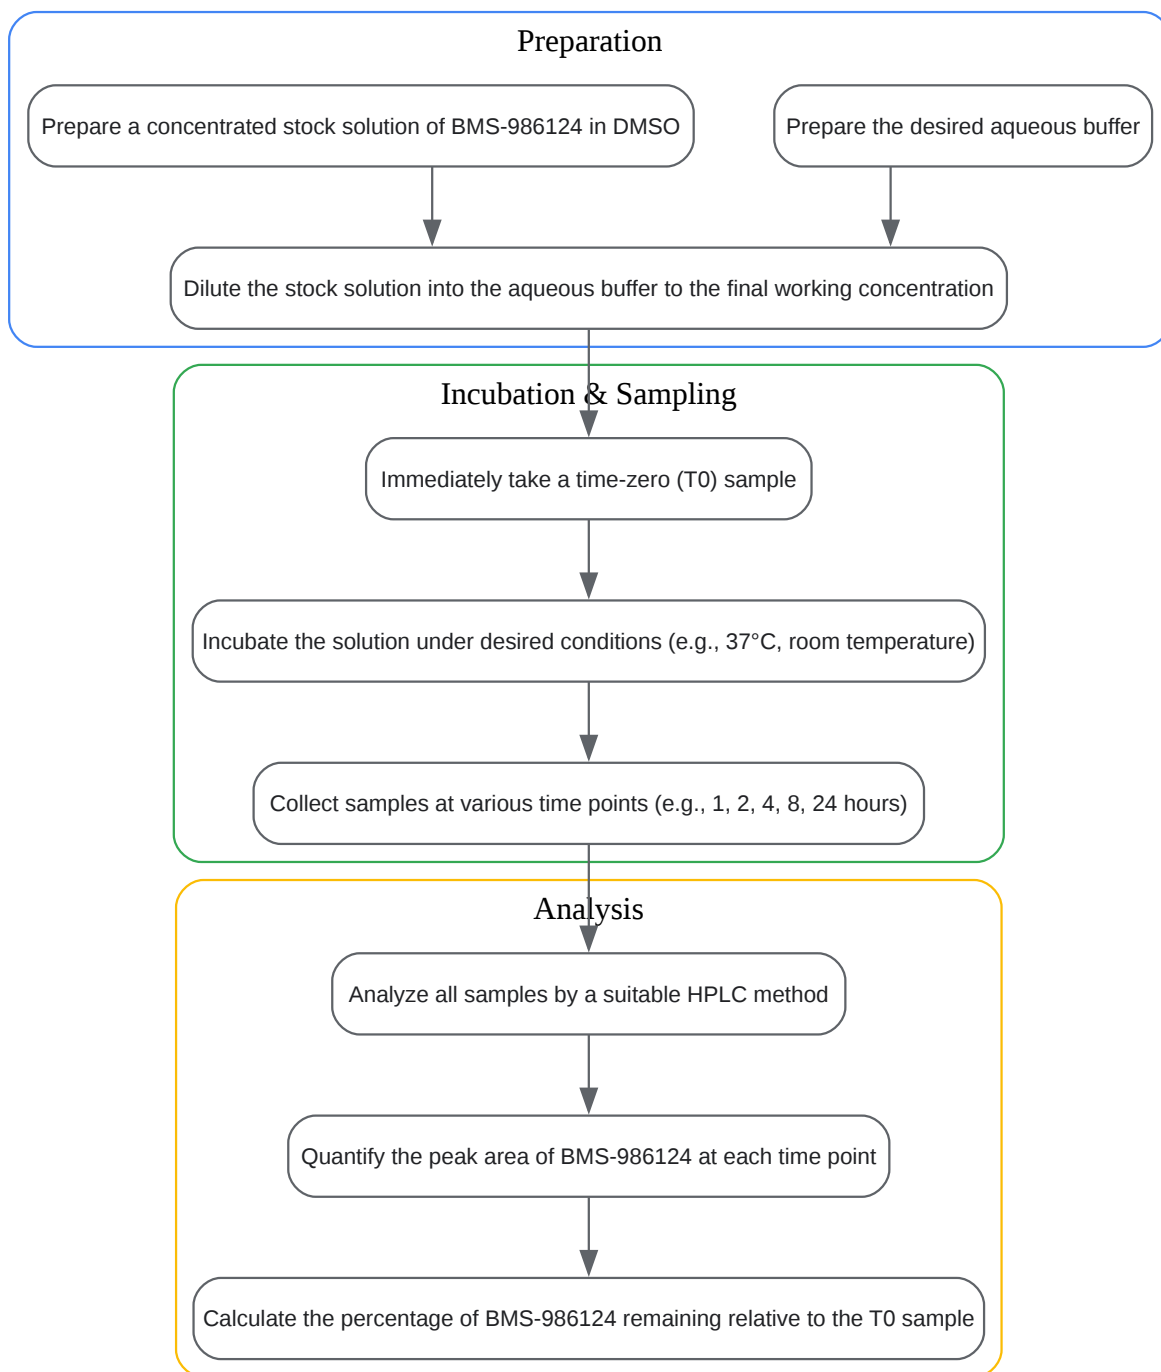 Preparation
Prepare a concentrated stock solution of BMS-986124 in DMSO
Prepare the desired aqueous buffer
Dilute the stock solution into the aqueous buffer to the final working concentration
Incubation & Sampling
Immediately take a time-zero (T0) sample
Incubate the solution under desired conditions (e.g., 37°C, room temperature)
Collect samples at various time points (e.g., 1, 2, 4, 8, 24 hours)
Analysis
Analyze all samples by a suitable HPLC method
Quantify the peak area of BMS-986124 at each time point
Calculate the percentage of BMS-986124 remaining relative to the T0 sample